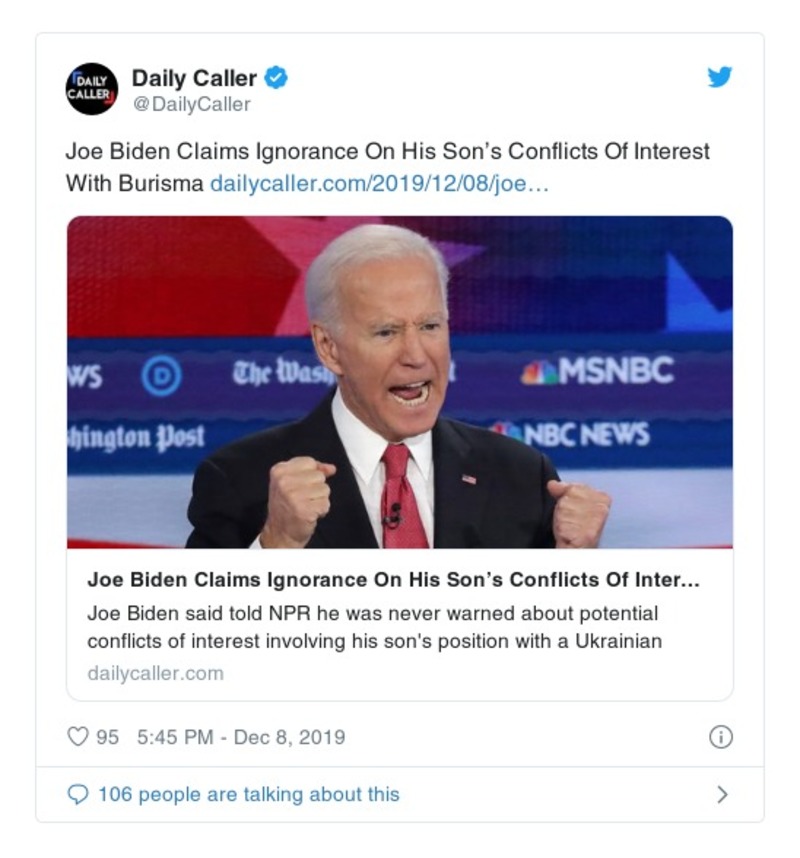 DAILY
CALLER
Daily Caller
@DailyCaller
Joe Biden Claims Ignorance On His Son’s Conflicts Of Interest
With Burisma dailycaller.com/2019/12/08/joe…
WS D The Wash t MSNBC
hington Post NBC NEWS
Joe Biden Claims Ignorance On His Son’s Conflicts Of Inter…
Joe Biden said told NPR he was never warned about potential
conflicts of interest involving his son's position with a Ukrainian
dailycaller.com
95 5:45 PM - Dec 8, 2019
106 people are talking about this